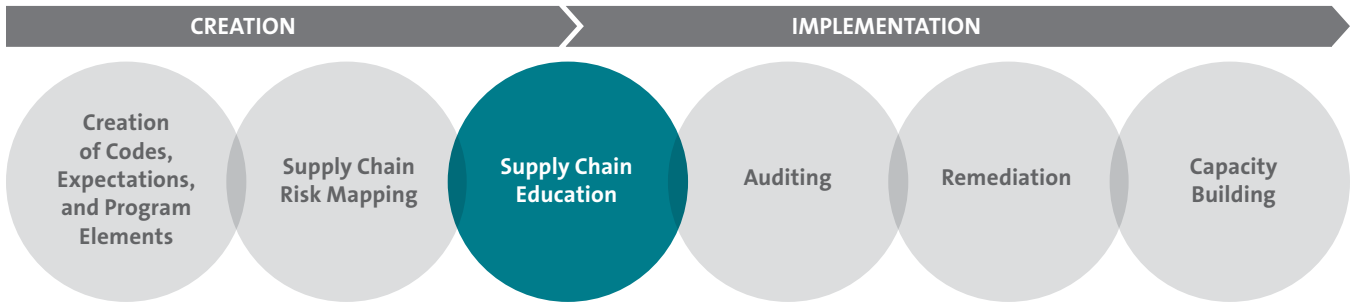 CREATION
IMPLEMENTATION
Creation
of Codes,
Expectations,
and Program
Elements
Supply Chain
Risk Mapping
Supply Chain
Education
Auditing
Remediation
Capacity
Building